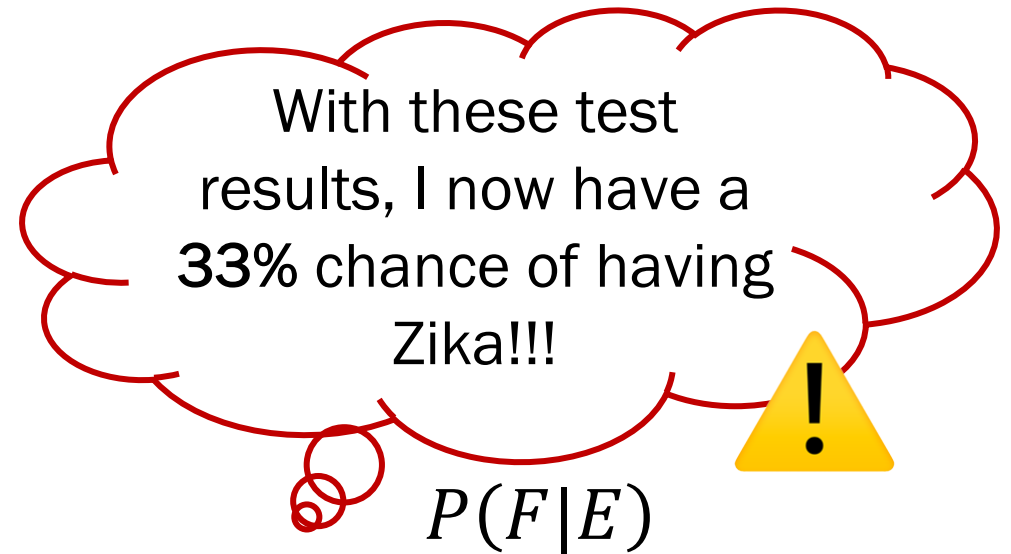 With these test
results, I now have a
33% chance of having
Zika!!!
P(F|E)